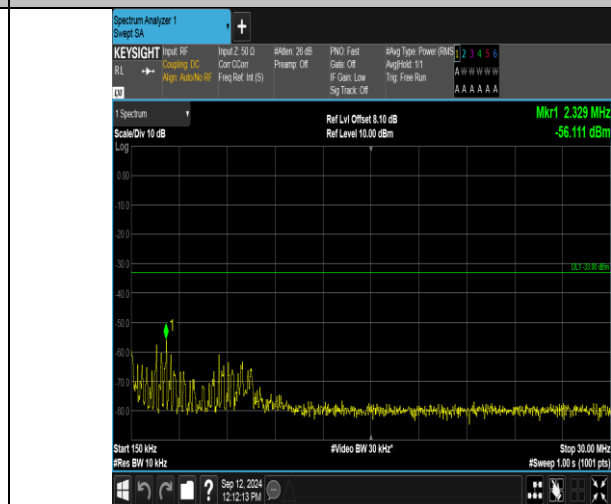 Spectrum Analyzer 1
Swept SA
+
KEYSIGHT
RL
LXI
Input: RF
Coupling: DC
Align: Auto/No RF
Input Z: 50 Ω
Corr CCorr
Freq Ref: Int (S)
#Atten: 26 dB
Preamp: Off
PNO: Fast
Gate: Off
IF Gain: Low
Sig Track: Off
#Avg Type: Power (RMS
Avg|Hold: 1/1
Trig: Free Run
1 2 3 4 5 6
A W W W W W
A A A A A A
1 Spectrum
Scale/Div 10 dB
Ref Lvl Offset 8.10 dB
Ref Level 10.00 dBm
Mkr1 2.329 MHz
-56.111 dBm
Log
0.00
-10.0
-20.0
-30.0
DL1 -33.00 dBm
-40.0
-50.0
1
-60.0
-70.0
-80.0
Start 150 kHz
#Res BW 10 kHz
#Video BW 30 kHz*
Stop 30.00 MHz
#Sweep 1.00 s (1001 pts)
?
Sep 12, 2024
12:12:13 PM